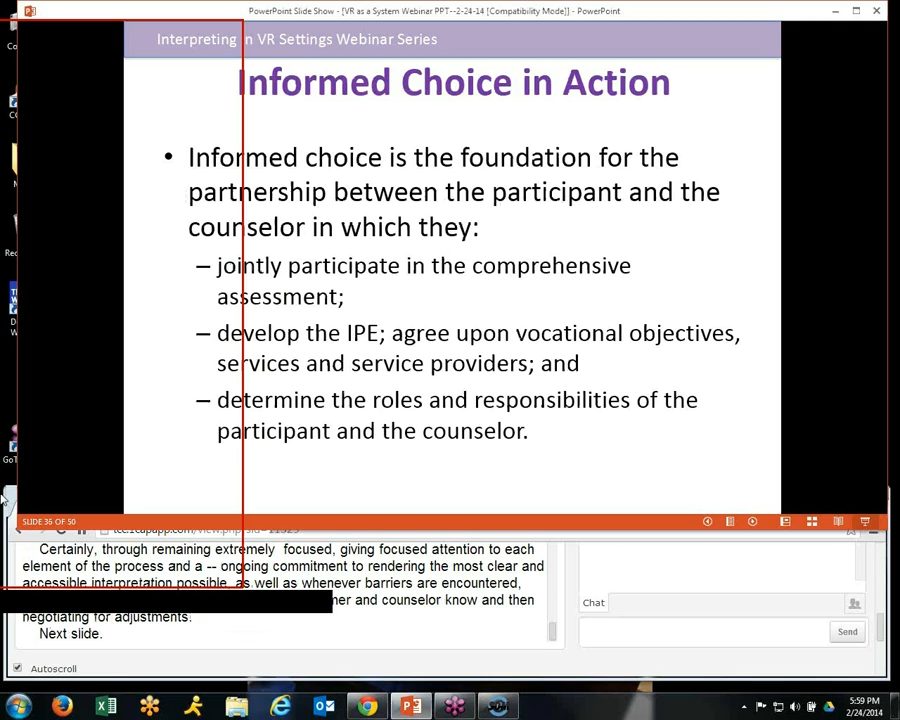 PowerPoint Slide Show - [VR as a System Webinar PPT--2-24-14 [Compatibility Mode]] - PowerPoint
Interpreting in VR Settings Webinar Series
Informed Choice in Action
• Informed choice is the foundation for the
partnership between the participant and the
counselor in which they:
– jointly participate in the comprehensive
assessment;
– develop the IPE; agree upon vocational objectives,
services and service providers; and
– determine the roles and responsibilities of the
participant and the counselor.
SLIDE 36 OF 50
Certainly, through remaining extremely focused, giving focused attention to each
element of the process and a -- ongoing commitment to rendering the most clear and
accessible interpretation possible, as well as whenever barriers are encountered,
and counselor know and then
negotiating for adjustments.
Next slide.
Autoscroll
Chat
Send
5:59 PM
2/24/2014